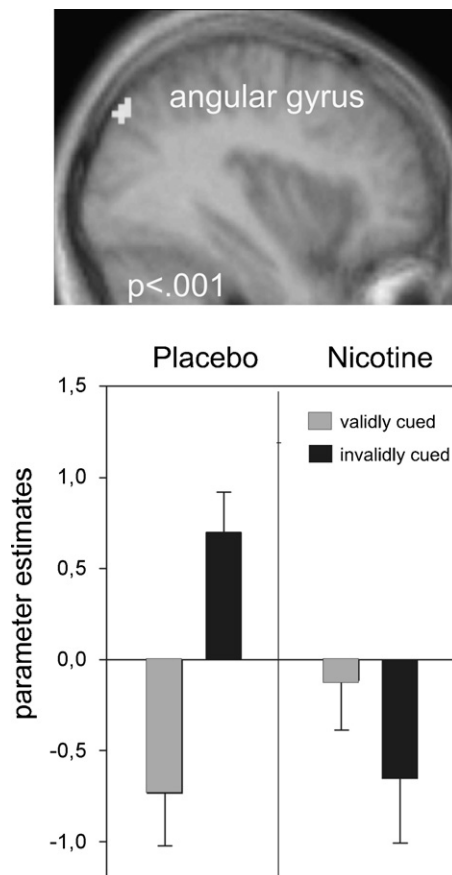 angular gyrus
p<.001
Placebo Nicotine
1,5
validly cued
invalidly cued
1,0
0,5
0,0
-0,5
-1,0
parameter estimates